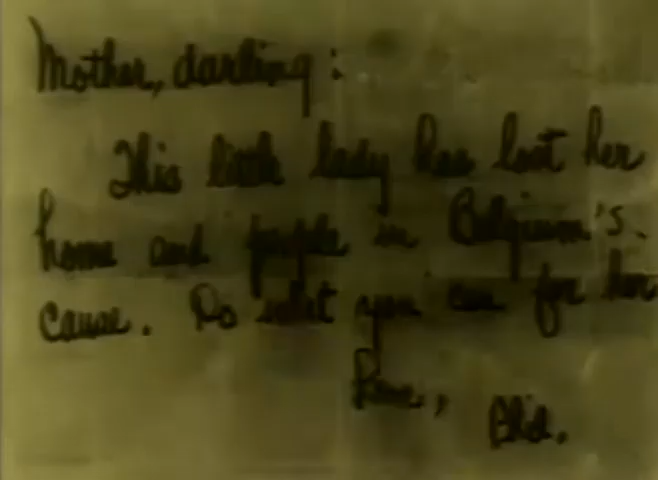 Mother, darling:
This little lady has lost her
home and people in Belgium's
cause. Do what you can for her
Love,